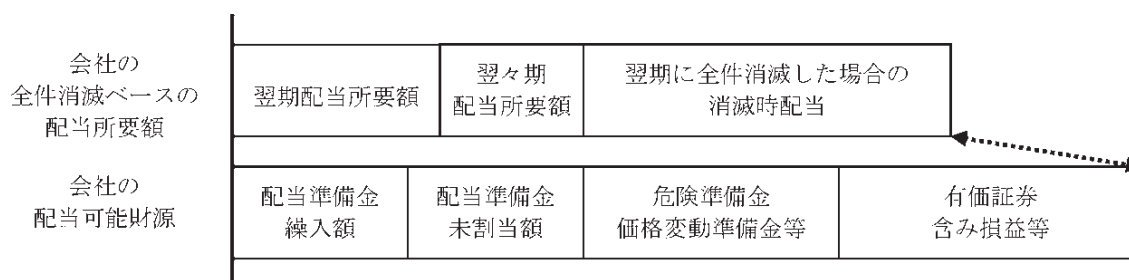 会社の
全件消滅ベースの
配当所要額
翌期配当所要額
翌々期
配当所要額
翌期に全件消滅した場合の
消滅時配当
会社の
配当可能財源
配当準備金
繰入額
配当準備金
未割当額
危険準備金
価格変動準備金等
有価証券
含み損益等